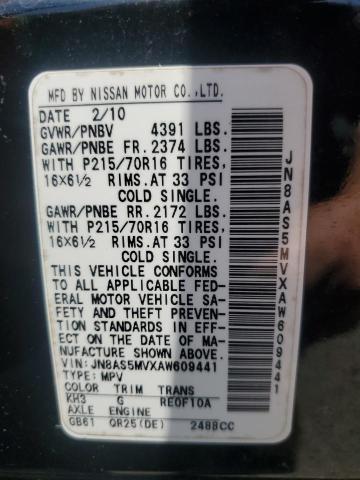 MFD BY NISSAN MOTOR CO.,LTD.
DATE 2/10
GVWR/PNBV 4391 LBS.
GAWR/PNBE FR. 2374 LBS.
WITH P215/70R16 TIRES,
16X6½ RIMS. AT 33 PSI
COLD SINGLE.
GAWR/PNBE RR. 2172 LBS.
WITH P215/70R16 TIRES,
16X6½ RIMS. AT 33 PSI
COLD SINGLE.
THIS VEHICLE CONFORMS
TO ALL APPLICABLE FED-
ERAL MOTOR VEHICLE SA-
FETY AND THEFT PREVENTI-
ON STANDARDS IN EFF-
ECT ON THE DATE OF MA-
NUFACTURE SHOWN ABOVE.
VIN: JN8AS5MVXAW609441
TYPE: MPV
COLOR TRIM TRANS
KH3 G RE0F10A
AXLE ENGINE
GB61 QR25(DE) 2488CC
JN8AS5MVXAW609441